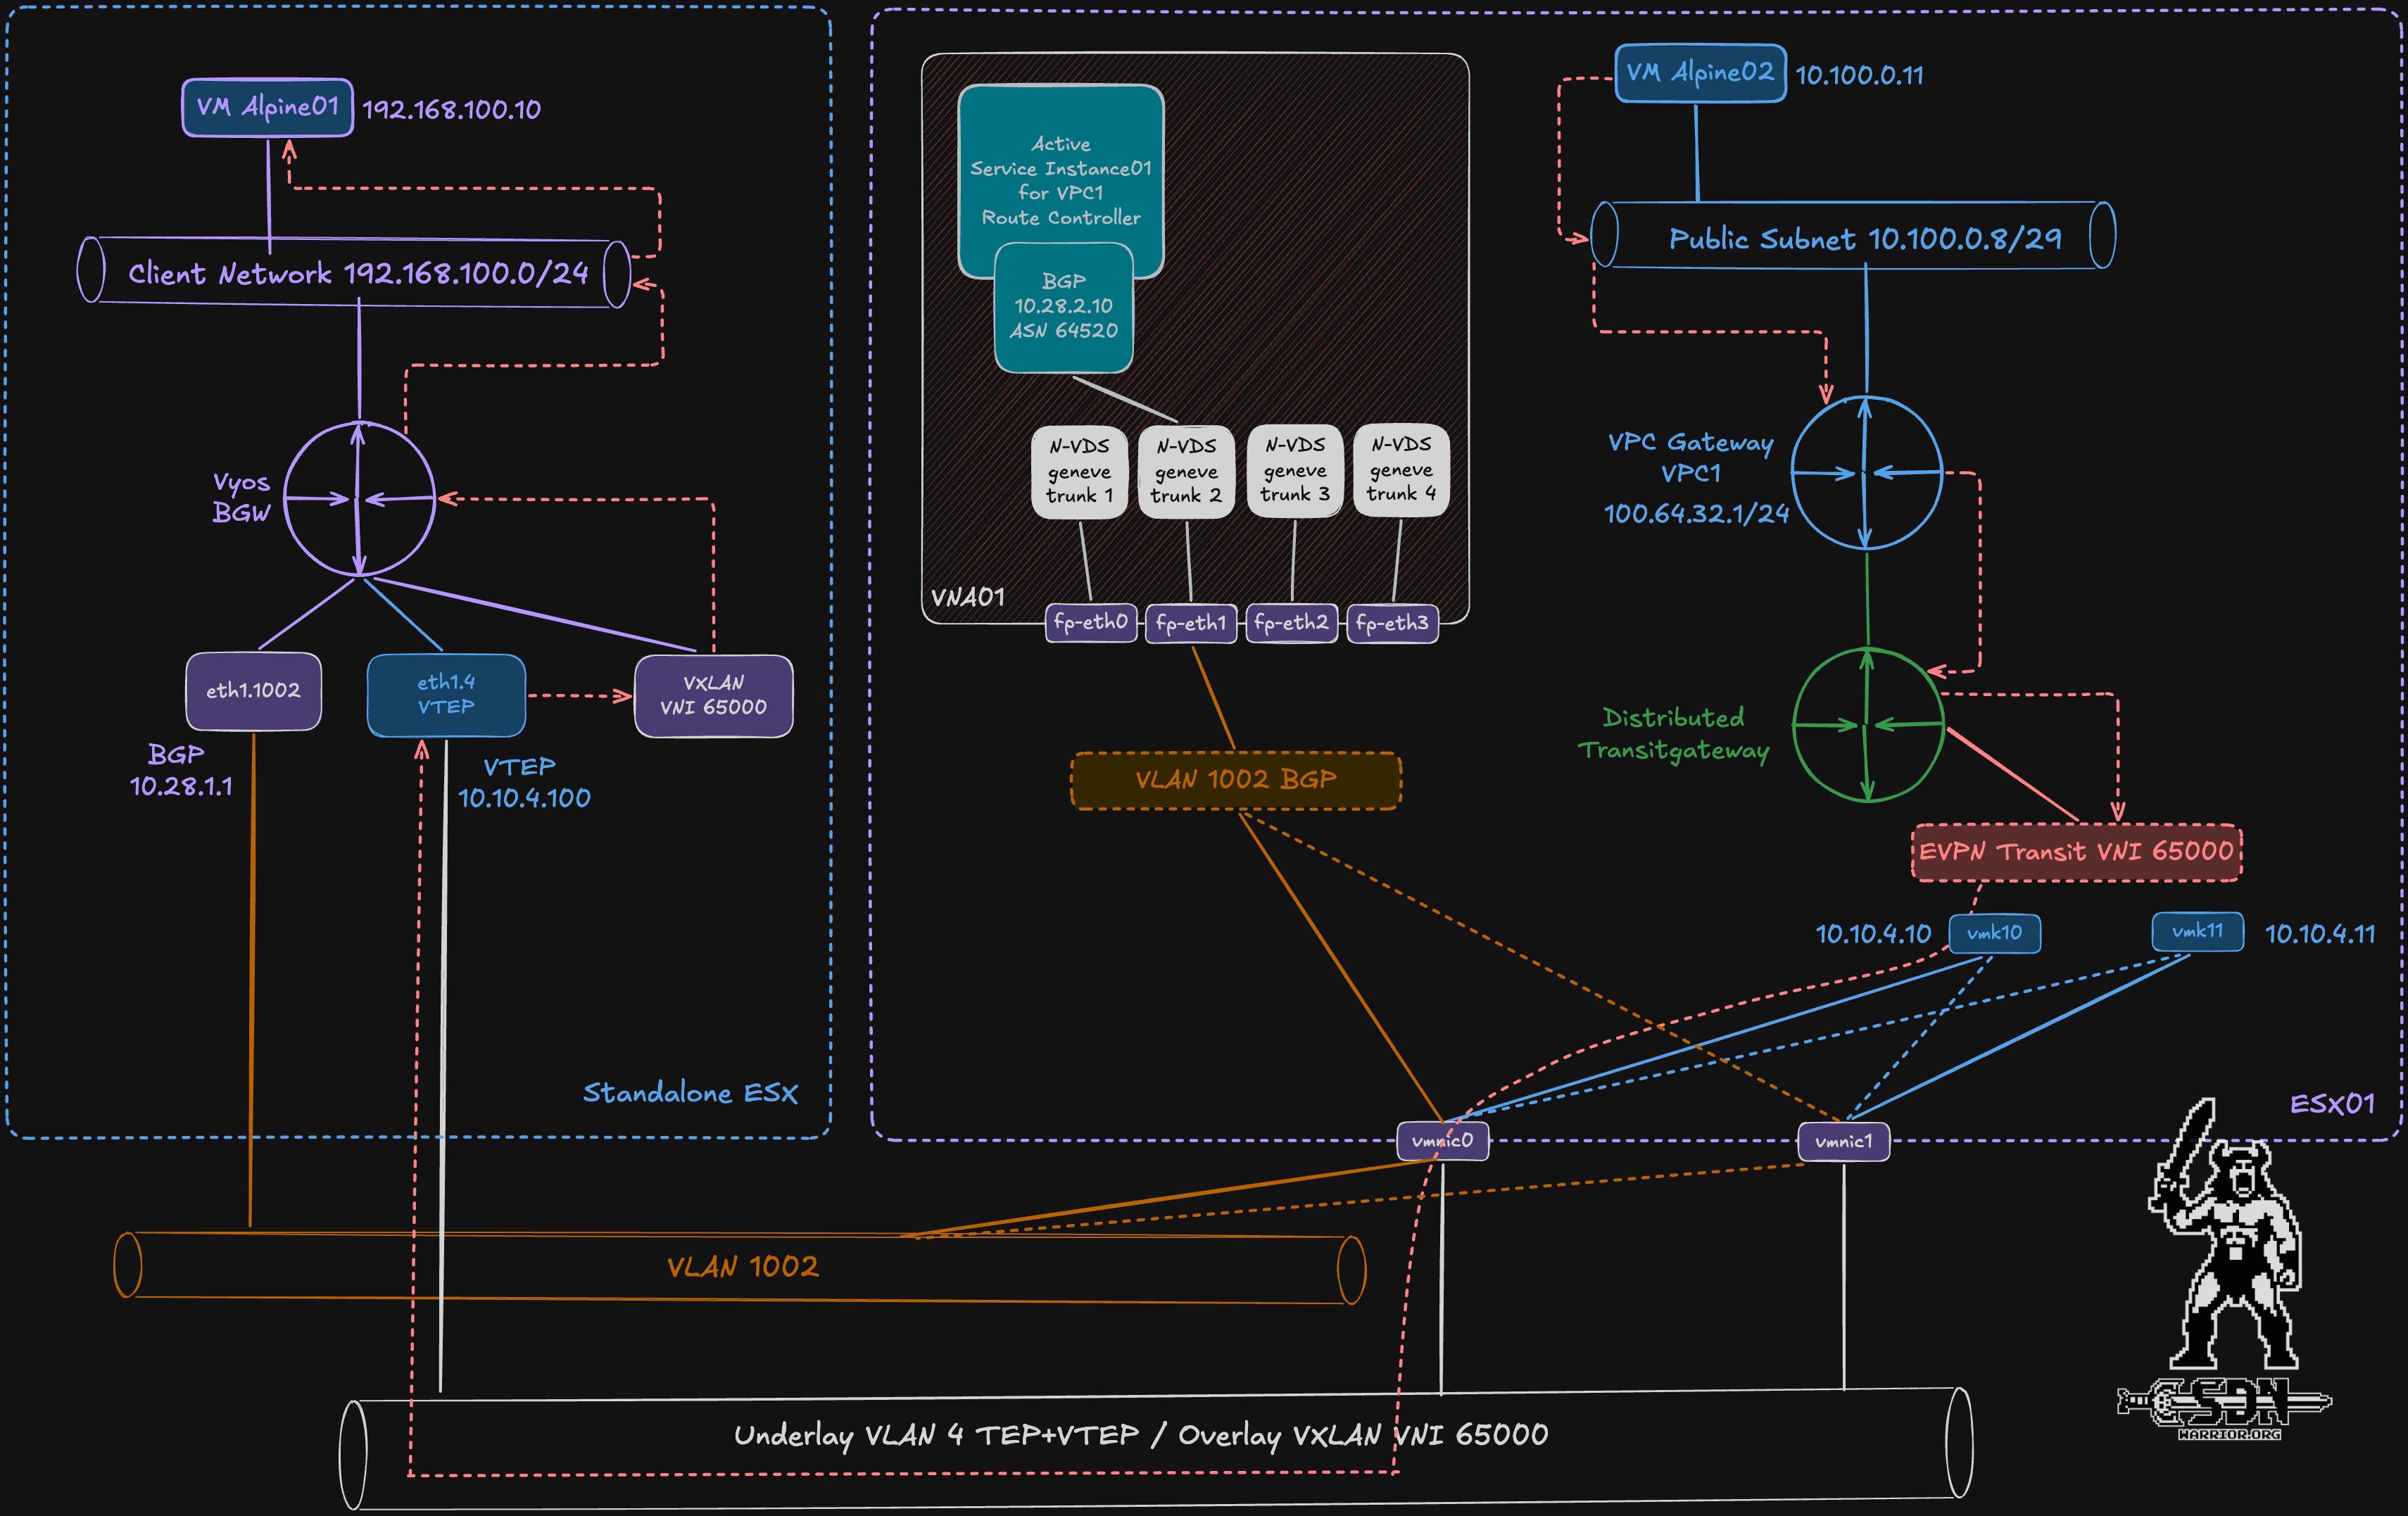 VM Alpine01
192.168.100.10
Client Network 192.168.100.0/24
Vyos
BGW
eth1.1002
eth1.4
VTEP
VXLAN
VNI 65000
BGP
10.28.1.1
VTEP
10.10.4.100
Standalone ESX
Active
Service Instance01
for VPC1
Route Controller
BGP
10.28.2.10
ASN 64520
N-VDS
geneve
trunk 1
N-VDS
geneve
trunk 2
N-VDS
geneve
trunk 3
N-VDS
geneve
trunk 4
VNA01
fp-eth0
fp-eth1
fp-eth2
fp-eth3
VLAN 1002 BGP
VM Alpine02
10.100.0.11
Public Subnet 10.100.0.8/29
VPC Gateway
VPC1
100.64.32.1/24
Distributed
Transitgateway
EVPN Transit VNI 65000
10.10.4.10
vmk10
vmk11
10.10.4.11
ESX01
vmnic0
vmnic1
VLAN 1002
Underlay VLAN 4 TEP+VTEP / Overlay VXLAN VNI 65000
SDN
WARRIOR.ORG